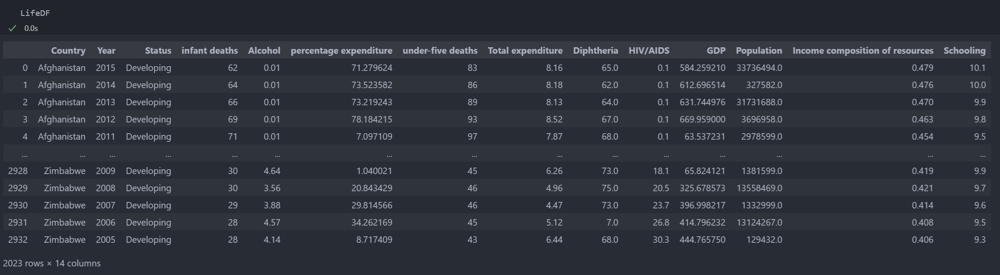 LifeDF
0.0s
Country Year Status infant deaths Alcohol percentage expenditure under-five deaths Total expenditure Diphtheria HIV/AIDS GDP Population Income composition of resources Schooling
0 Afghanistan 2015 Developing 62 0.01 71.279624 83 8.16 65.0 0.1 584.259210 33736494.0 0.479 10.1
1 Afghanistan 2014 Developing 64 0.01 73.523582 86 8.18 62.0 0.1 612.696514 327582.0 0.476 10.0
2 Afghanistan 2013 Developing 66 0.01 73.219243 89 8.13 64.0 0.1 631.744976 31731688.0 0.470 9.9
3 Afghanistan 2012 Developing 69 0.01 78.184215 93 8.52 67.0 0.1 669.959000 3696958.0 0.463 9.8
4 Afghanistan 2011 Developing 71 0.01 7.097109 97 7.87 68.0 0.1 63.537231 2978599.0 0.454 9.5
... ... ... ... ... ... ... ... ... ... ... ... ... ... ...
2928 Zimbabwe 2009 Developing 30 4.64 1.040021 45 6.26 73.0 18.1 65.824121 1381599.0 0.419 9.9
2929 Zimbabwe 2008 Developing 30 3.56 20.843429 46 4.96 75.0 20.5 325.678573 13558469.0 0.421 9.7
2930 Zimbabwe 2007 Developing 29 3.88 29.814566 46 4.47 73.0 23.7 396.998217 1332999.0 0.414 9.6
2931 Zimbabwe 2006 Developing 28 4.57 34.262169 45 5.12 7.0 26.8 414.796232 13124267.0 0.408 9.5
2932 Zimbabwe 2005 Developing 28 4.14 8.717409 43 6.44 68.0 30.3 444.765750 129432.0 0.406 9.3
2023 rows × 14 columns